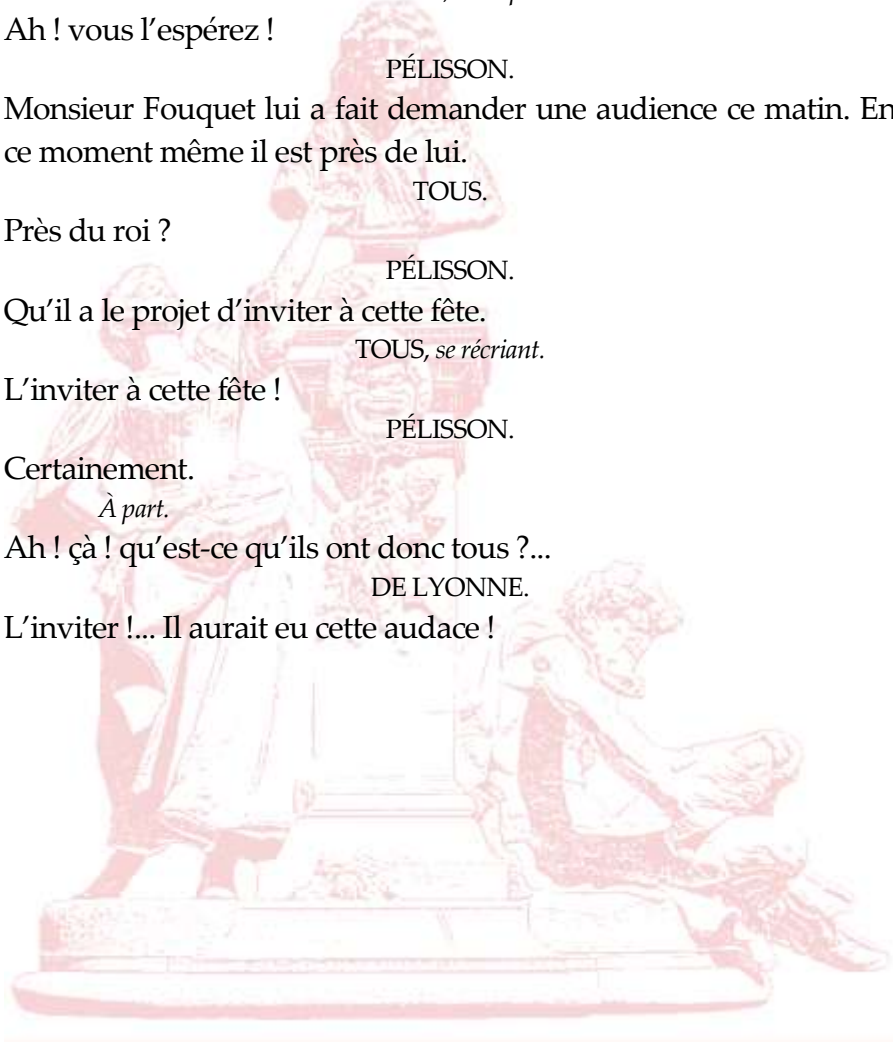 Ah ! vous l’espérez !
PÉLISSON.
Monsieur Fouquet lui a fait demander une audience ce matin. En
ce moment même il est près de lui.
TOUS.
Près du roi ?
PÉLISSON.
Qu’il a le projet d’inviter à cette fête.
TOUS, se récriant.
L’inviter à cette fête !
PÉLISSON.
Certainement.
À part.
Ah ! çà ! qu’est-ce qu’ils ont donc tous ?...
DE LYONNE.
L’inviter !... Il aurait eu cette audace !